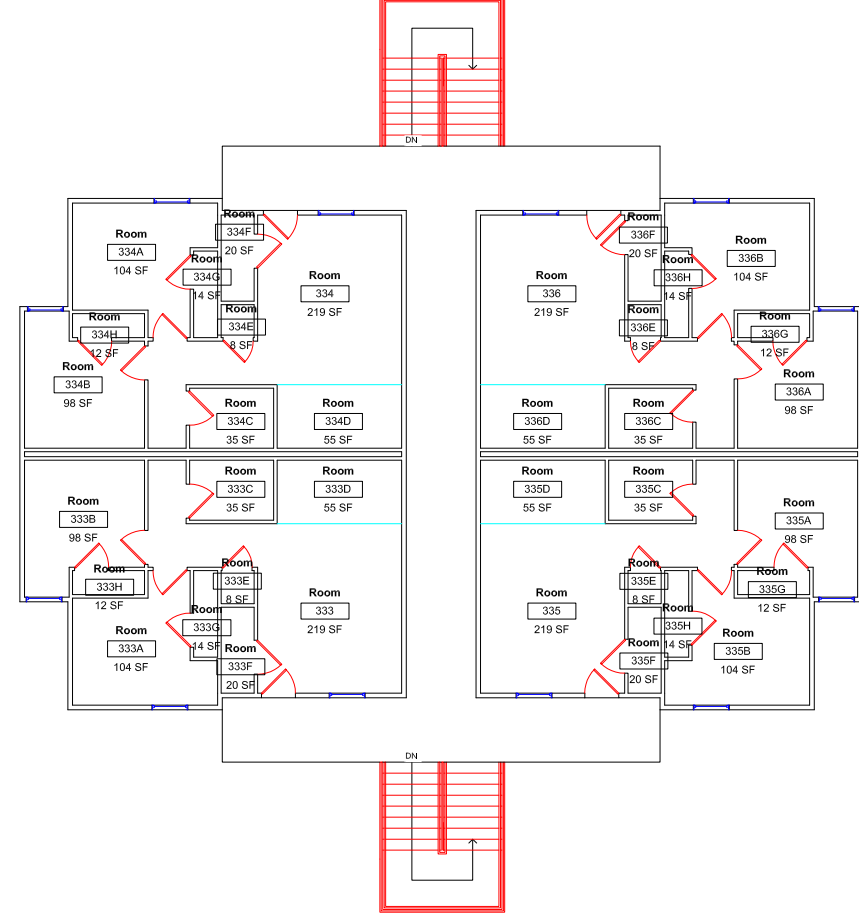 DN
Room
334A
104 SF
Room
334F
20 SF
Room
334G
14 SF
Room
334
219 SF
Room
334H
12 SF
Room
334E
8 SF
Room
334B
98 SF
Room
334C
35 SF
Room
334D
55 SF
Room
336F
20 SF
Room
336B
104 SF
Room
336H
14 SF
Room
336
219 SF
Room
336E
8 SF
Room
336G
12 SF
Room
336A
98 SF
Room
336D
55 SF
Room
336C
35 SF
Room
333C
35 SF
Room
333D
55 SF
Room
333B
98 SF
Room
333H
12 SF
Room
333E
8 SF
Room
333G
14 SF
Room
333
219 SF
Room
333A
104 SF
Room
333F
20 SF
Room
335D
55 SF
Room
335C
35 SF
Room
335A
98 SF
Room
335E
8 SF
Room
335G
12 SF
Room
335
219 SF
Room
335H
14 SF
Room
335B
104 SF
Room
335F
20 SF
DN